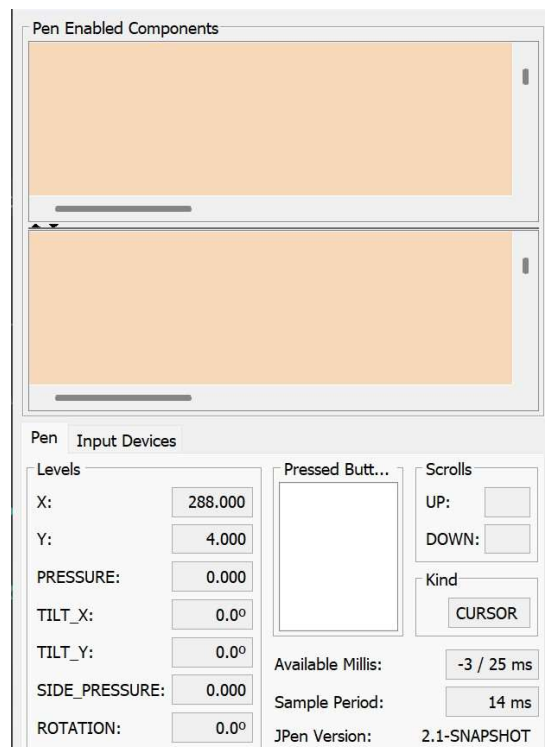 Pen Enabled Components
Pen Input Devices
Levels
X: 288.000
Y: 4.000
PRESSURE: 0.000
TILT_X: 0.0º
TILT_Y: 0.0º
SIDE_PRESSURE: 0.000
ROTATION: 0.0º
Pressed Butt...
Scrolls
UP:
DOWN:
Kind
CURSOR
Available Millis: -3 / 25 ms
Sample Period: 14 ms
JPen Version: 2.1-SNAPSHOT